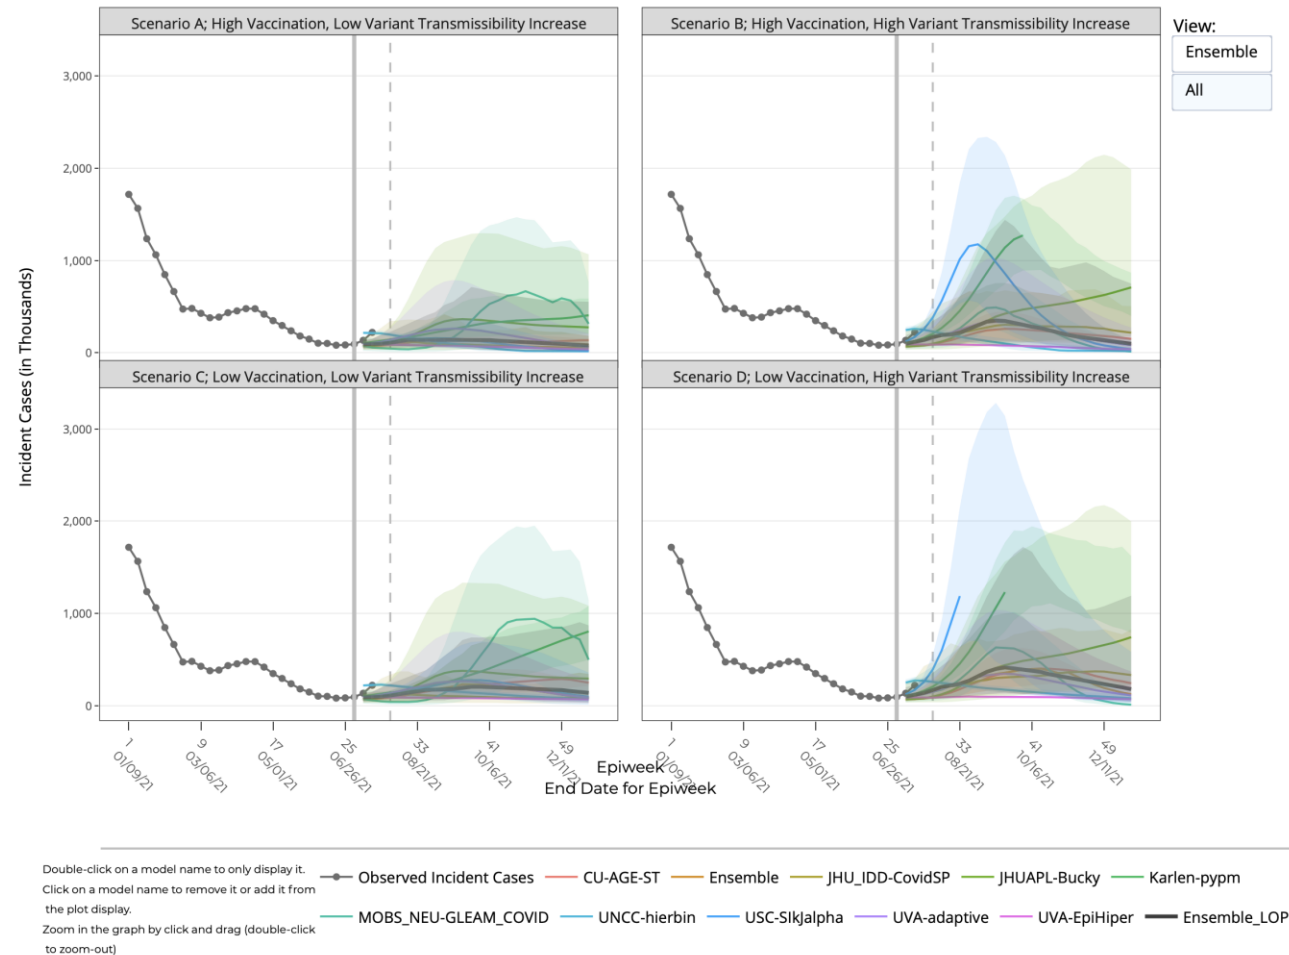 Scenario A; High Vaccination, Low Variant Transmissibility Increase
Scenario B; High Vaccination, High Variant Transmissibility Increase
View:
Ensemble
All
3,000
2,000
1,000
0
Scenario C; Low Vaccination, Low Variant Transmissibility Increase
Scenario D; Low Vaccination, High Variant Transmissibility Increase
3,000
2,000
1,000
0
Incident Cases (in Thousands)
1
01/09/21
9
03/06/21
17
05/01/21
25
06/26/21
33
08/21/21
41
10/16/21
49
12/11/21
1
01/09/21
9
03/06/21
17
05/01/21
25
06/26/21
33
08/21/21
41
10/16/21
49
12/11/21
Epiweek
End Date for Epiweek
Double-click on a model name to only display it.
Click on a model name to remove it or add it from
the plot display.
Zoom in the graph by click and drag (double-click
to zoom-out)
Observed Incident Cases
CU-AGE-ST
Ensemble
JHU_IDD-CovidSP
JHUAPL-Bucky
Karlen-pypm
MOBS_NEU-GLEAM_COVID
UNCC-hierbin
USC-SIkJalpha
UVA-adaptive
UVA-EpiHiper
Ensemble_LOP